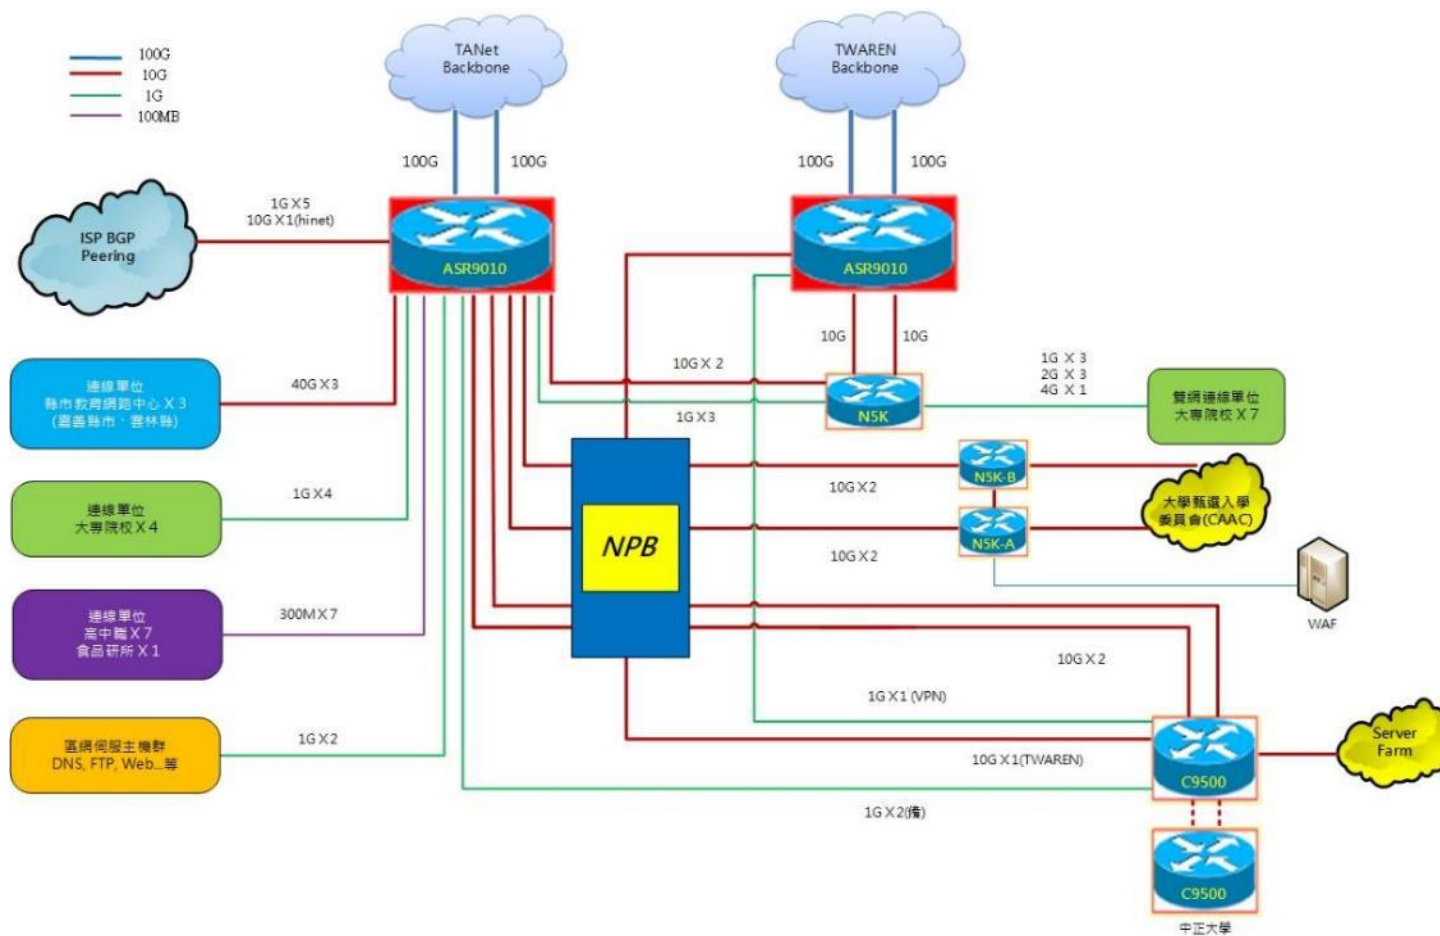 100G
10G
1G
100MB
TANet
Backbone
TWAREN
Backbone
100G
100G
100G
100G
1G X5
10G X1(hinet)
ISP BGP
Peering
ASR9010
ASR9010
10G
10G
連線單位
縣市教育網路中心 X 3
(嘉義縣市、雲林縣)
40G X 3
10G X 2
1G X3
N5K
1G X 3
2G X 3
4G X 1
雙網連線單位
大專院校 X 7
連線單位
大專院校 X 4
1G X4
NPB
10G X2
N5K-B
10G X2
N5K-A
大學甄選入學
委員會(CAAC)
WAF
連線單位
高中職 X 7
食品研所 X 1
300M X 7
10G X 2
1G X1 (VPN)
區網伺服主機群
DNS, FTP, Web...等
1G X2
10G X1(TWAREN)
C9500
Server
Farm
1G X2(備)
C9500
中正大學